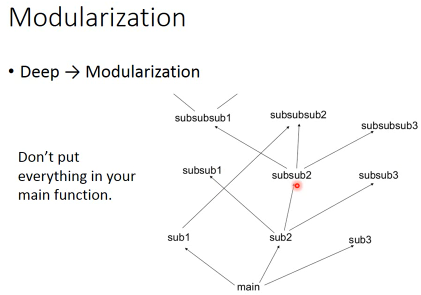 Modularization
• Deep → Modularization
subsubsub1
subsubsub2
subsubsub3
Don't put
everything in your
main function.
subsub1
subsub2
subsub3
sub1
sub2
sub3
main